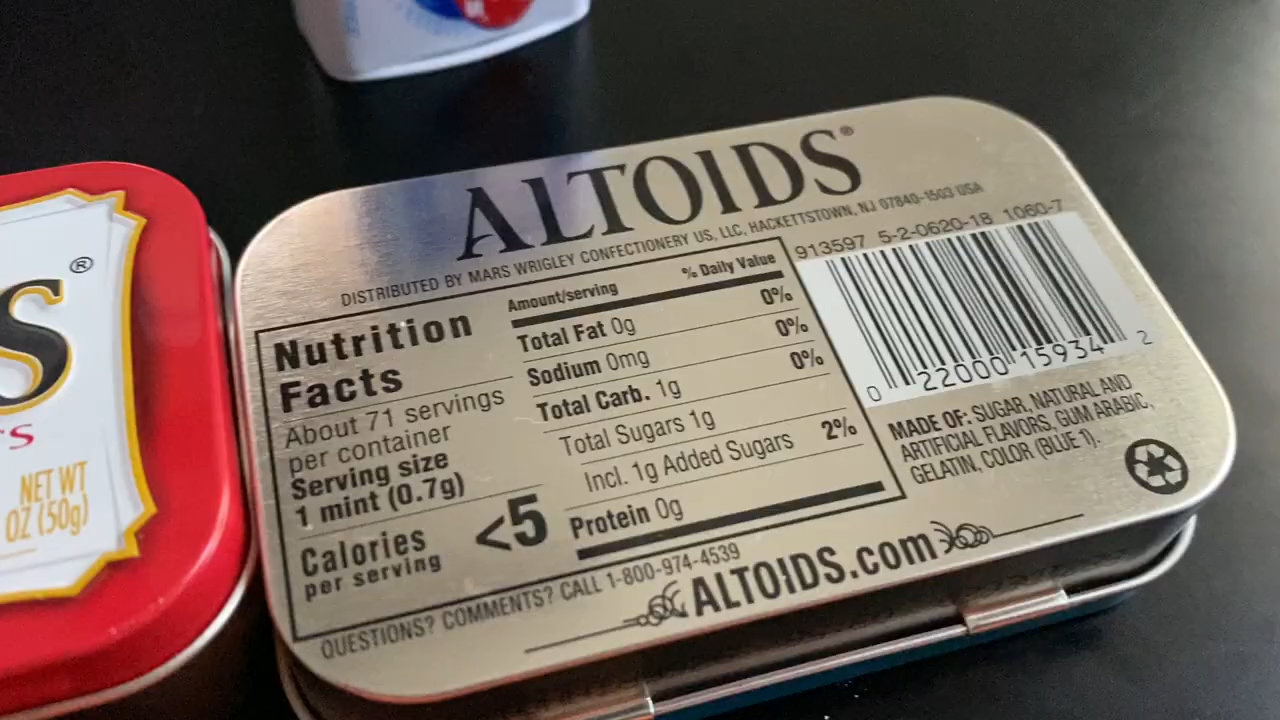 ALTOIDS®
DISTRIBUTED BY MARS WRIGLEY CONFECTIONERY US, LLC, HACKETTSTOWN, NJ 07840-1503 USA
Nutrition
Facts
About 71 servings
per container
Serving size
1 mint (0.7g)
Calories
per serving
<5
Amount/serving % Daily Value
Total Fat 0g 0%
Sodium 0mg 0%
Total Carb. 1g 0%
Total Sugars 1g
Incl. 1g Added Sugars 2%
Protein 0g
913597 5-2-0620-18 1060-7
0 22000 15934 2
MADE OF: SUGAR, NATURAL AND
ARTIFICIAL FLAVORS, GUM ARABIC,
GELATIN, COLOR (BLUE 1).
QUESTIONS? COMMENTS? CALL 1-800-974-4539
ALTOIDS.com
S®
'S
NET WT
OZ (50g)